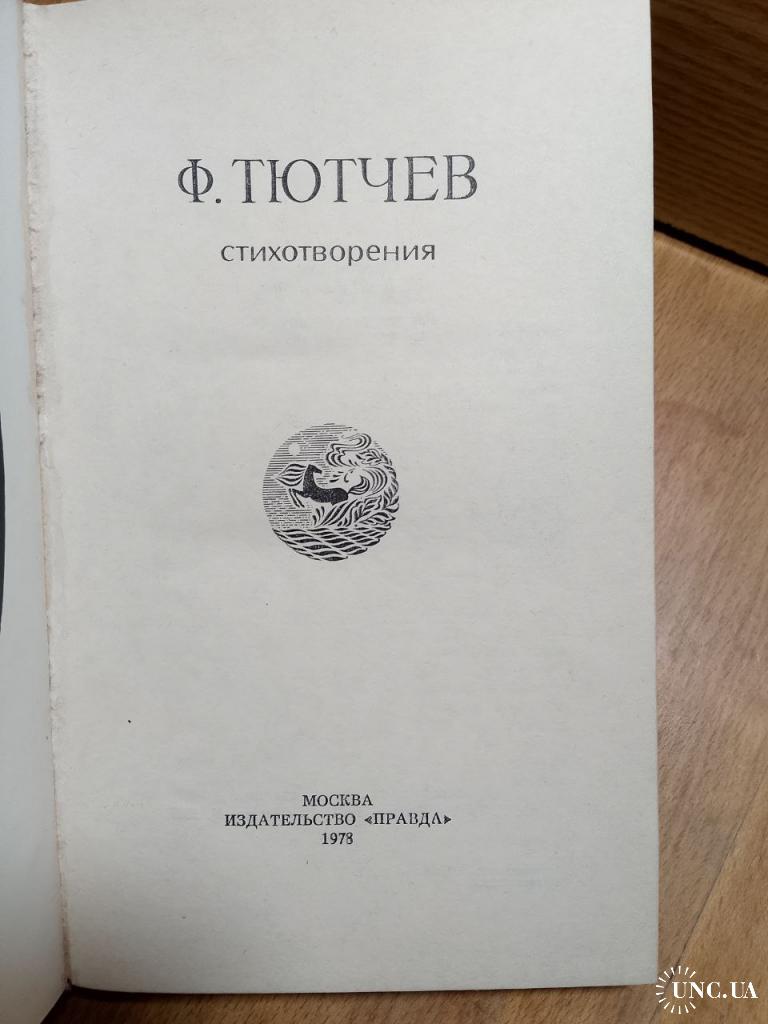 Ф. ТЮТЧЕВ
стихотворения
МОСКВА
ИЗДАТЕЛЬСТВО «ПРАВДА»
1978
UNC.UA